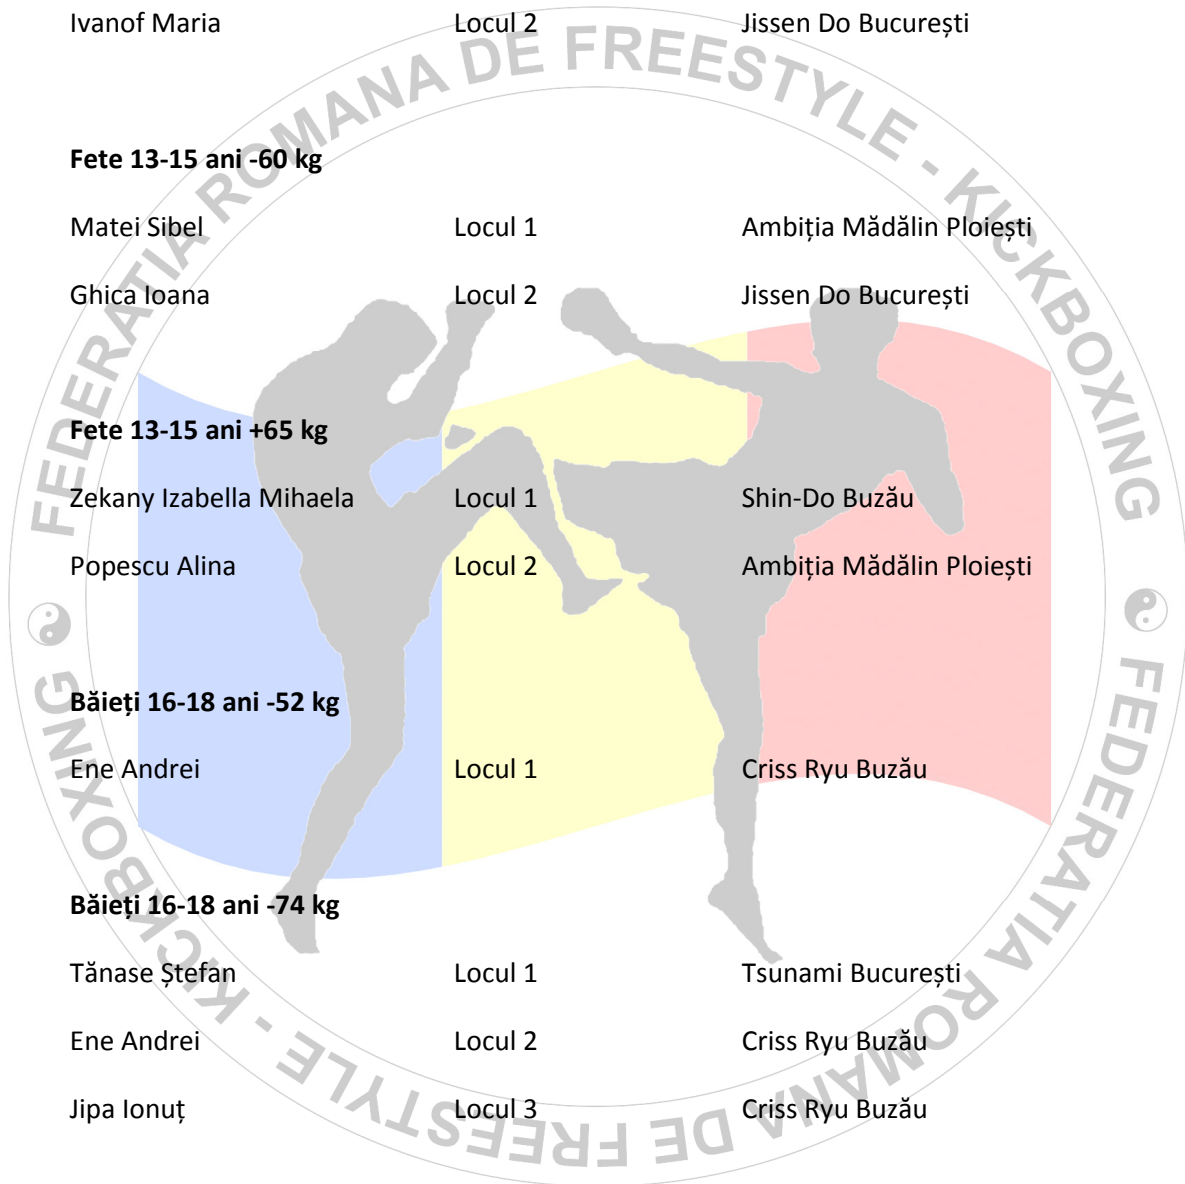 Ivanof Maria Locul 2 Jissen Do București
Fete 13-15 ani -60 kg
Matei Sibel Locul 1 Ambiția Mădălin Ploiești
Ghica Ioana Locul 2 Jissen Do București
Fete 13-15 ani +65 kg
Zekany Izabella Mihaela Locul 1 Shin-Do Buzău
Popescu Alina Locul 2 Ambiția Mădălin Ploiești
Băieți 16-18 ani -52 kg
Ene Andrei Locul 1 Criss Ryu Buzău
Băieți 16-18 ani -74 kg
Tănase Ștefan Locul 1 Tsunami București
Ene Andrei Locul 2 Criss Ryu Buzău
Jipa Ionuț Locul 3 Criss Ryu Buzău
FEDERATIA ROMANA DE FREESTYLE - KICKBOXING
FEDERATIA ROMANA DE FREESTYLE - KICKBOXING